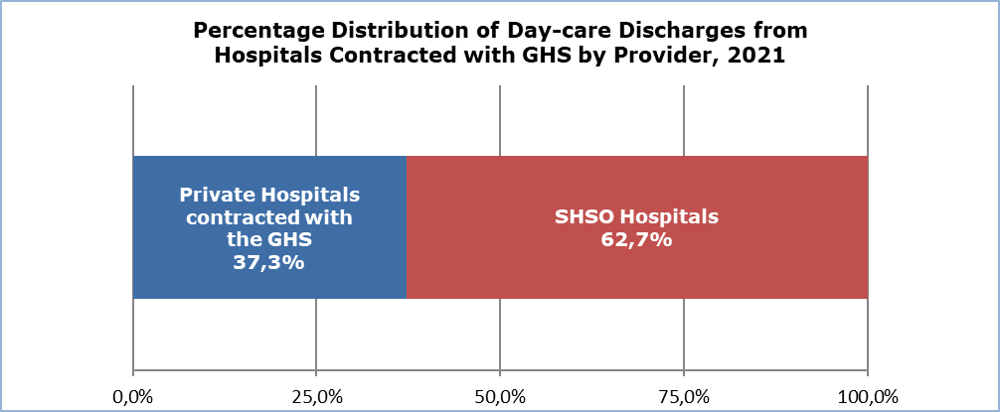 Percentage Distribution of Day-care Discharges from
Hospitals Contracted with GHS by Provider, 2021
Private Hospitals
contracted with
the GHS
37,3%
SHSO Hospitals
62,7%
0,0%
25,0%
50,0%
75,0%
100,0%